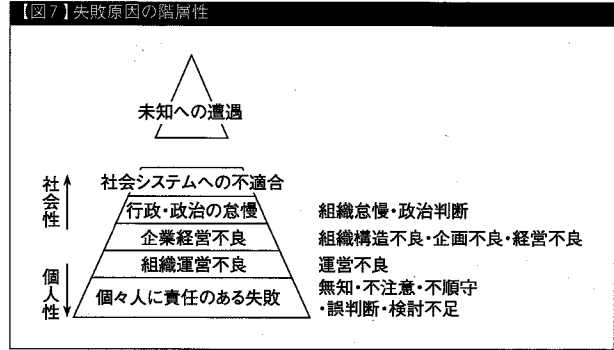 【図7】失敗原因の階層性
未知への遭遇
社会システムへの不適合
行政・政治の怠慢
組織怠慢・政治判断
企業経営不良
組織構造不良・企画不良・経営不良
組織運営不良
運営不良
個々人に責任のある失敗
無知・不注意・不順守
・誤判断・検討不足
社会性
個人性